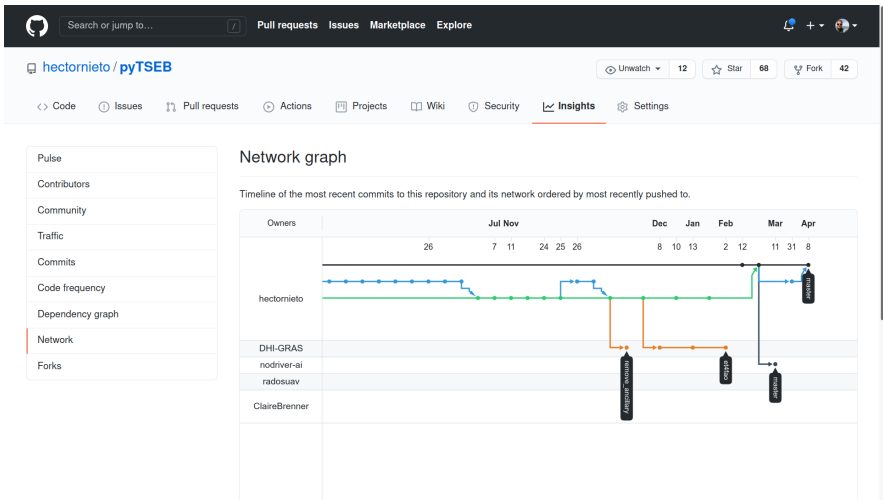 Search or jump to… / Pull requests Issues Marketplace Explore
hectornieto / pyTSEB Unwatch 12 Star 68 Fork 42
Code Issues Pull requests Actions Projects Wiki Security Insights Settings
Pulse
Contributors
Community
Traffic
Commits
Code frequency
Dependency graph
Network
Forks
Network graph
Timeline of the most recent commits to this repository and its network ordered by most recently pushed to.
Owners Jul Nov Dec Jan Feb Mar Apr
26 7 11 24 25 26 8 10 13 2 12 11 31 8
hectornieto
master
DHI-GRAS
remove_ancillary
nodriver-ai
master
radosuav
ClaireBrenner